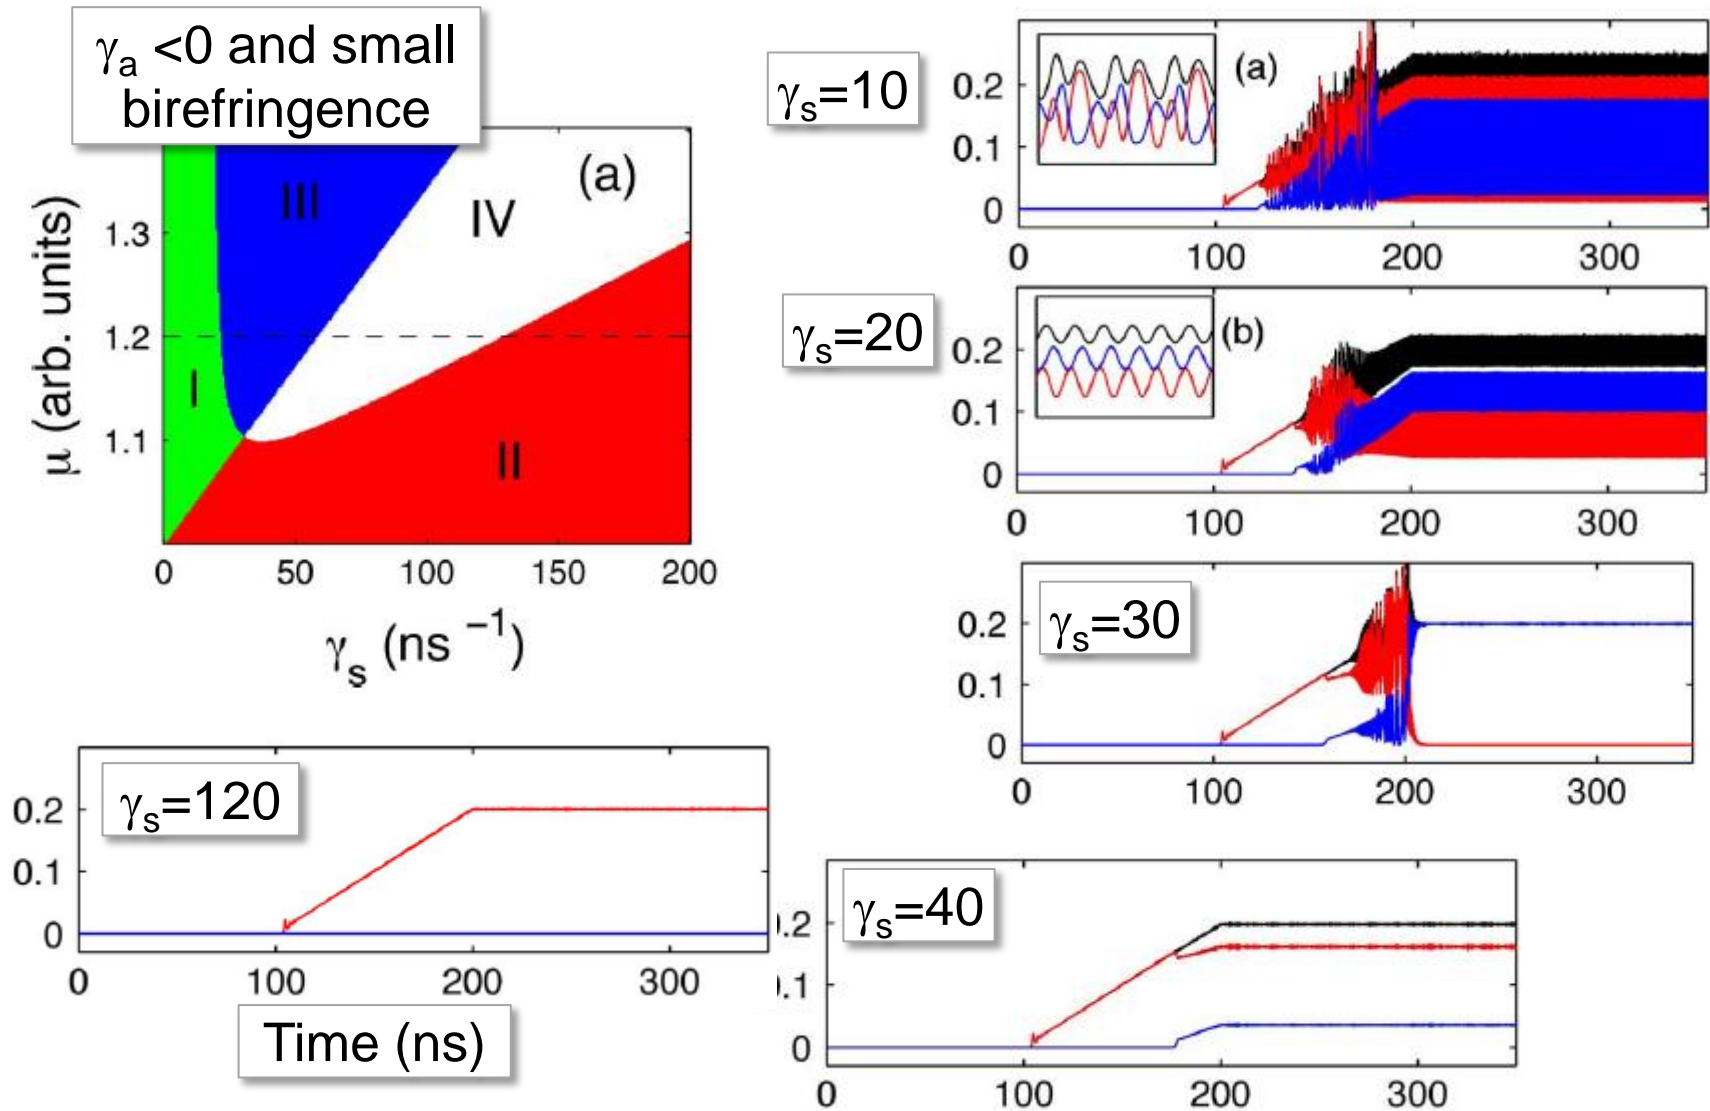 γₐ <0 and small
birefringence
(a)
III
IV
I
II
1.3
1.2
1.1
μ (arb. units)
0 50 100 150 200
γₛ (ns ⁻¹)
γₛ=10
(a)
0.2
0.1
0
0 100 200 300
γₛ=20
(b)
0.2
0.1
0
0 100 200 300
γₛ=30
0.2
0.1
0
0 100 200 300
γₛ=120
0.2
0.1
0
0 100 200 300
Time (ns)
γₛ=40
0.2
.1
0
0 100 200 300